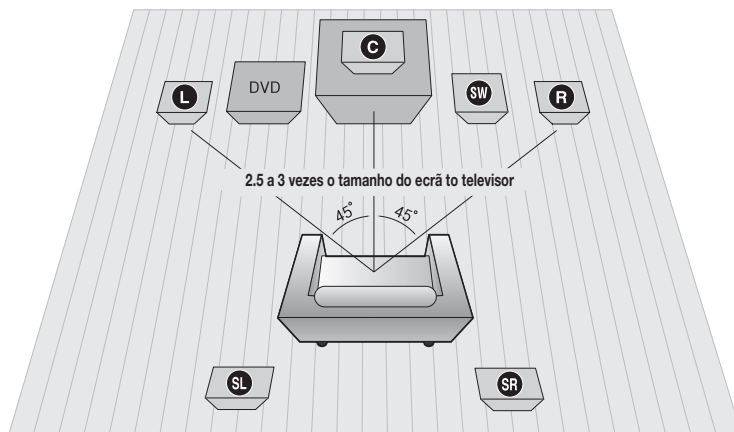 C
L
DVD
SW
R
2.5 a 3 vezes o tamanho do ecrã to televisor
45˚
45˚
SL
SR